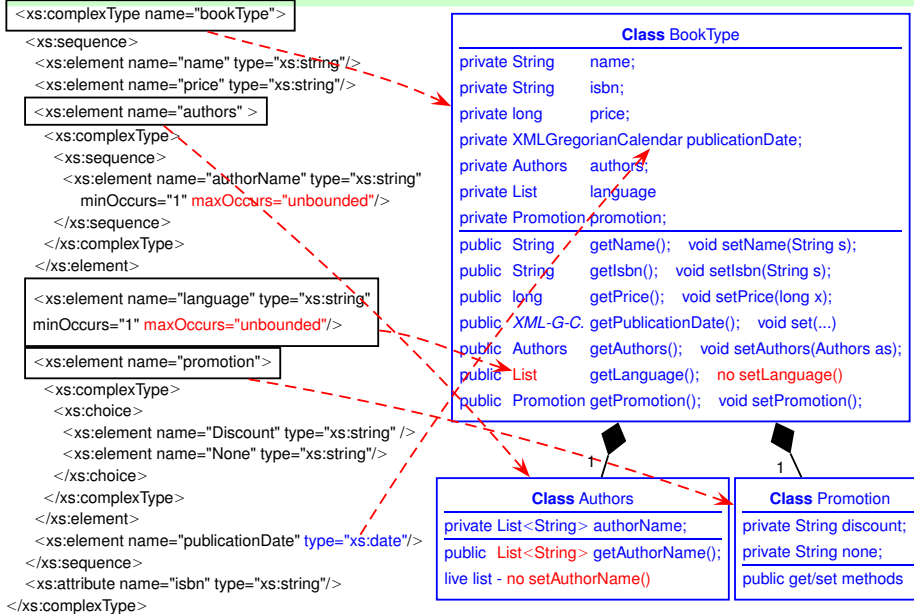 <xs:complexType name="bookType">
<xs:sequence>
<xs:element name="name" type="xs:string"/>
<xs:element name="price" type="xs:string"/>
<xs:element name="authors" >
<xs:complexType>
<xs:sequence>
<xs:element name="authorName" type="xs:string"
minOccurs="1" maxOccurs="unbounded"/>
</xs:sequence>
</xs:complexType>
</xs:element>
<xs:element name="language" type="xs:string"
minOccurs="1" maxOccurs="unbounded"/>
<xs:element name="promotion">
<xs:complexType>
<xs:choice>
<xs:element name="Discount" type="xs:string" />
<xs:element name="None" type="xs:string"/>
</xs:choice>
</xs:complexType>
</xs:element>
<xs:element name="publicationDate" type="xs:date"/>
</xs:sequence>
<xs:attribute name="isbn" type="xs:string"/>
</xs:complexType>
Class BookType
private String name;
private String isbn;
private long price;
private XMLGregorianCalendar publicationDate;
private Authors authors;
private List language
private Promotion promotion;
public String getName(); void setName(String s);
public String getIsbn(); void setIsbn(String s);
public long getPrice(); void setPrice(long x);
public XML-G-C. getPublicationDate(); void set(...)
public Authors getAuthors(); void setAuthors(Authors as);
public List getLanguage(); no setLanguage()
public Promotion getPromotion(); void setPromotion();
1
1
Class Authors
private List<String> authorName;
public List<String> getAuthorName();
live list - no setAuthorName()
Class Promotion
private String discount;
private String none;
public get/set methods